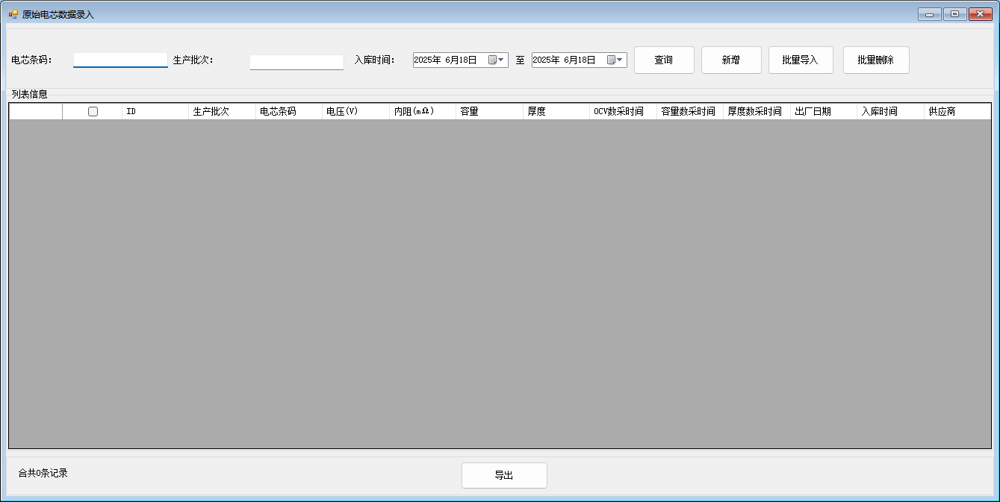 原始电芯数据录入
电芯条码： 生产批次： 入库时间： 2025年 6月18日 至 2025年 6月18日 查询 新增 批量导入 批量删除
列表信息
ID 生产批次 电芯条码 电压(V) 内阻(mΩ) 容量 厚度 OCV数采时间 容量数采时间 厚度数采时间 出厂日期 入库时间 供应商
合共0条记录 导出